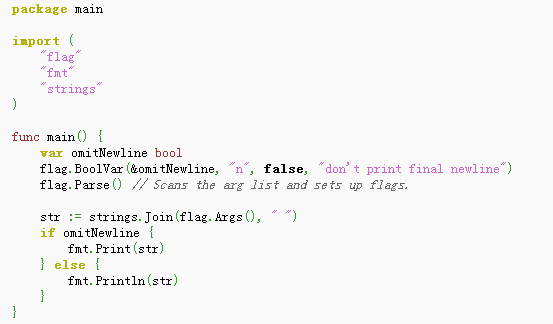 package main

import (
    "flag"
    "fmt"
    "strings"
)

func main() {
    var omitNewline bool
    flag.BoolVar(&omitNewline, "n", false, "don't print final newline")
    flag.Parse() // Scans the arg list and sets up flags.

    str := strings.Join(flag.Args(), " ")
    if omitNewline {
        fmt.Print(str)
    } else {
        fmt.Println(str)
    }
}